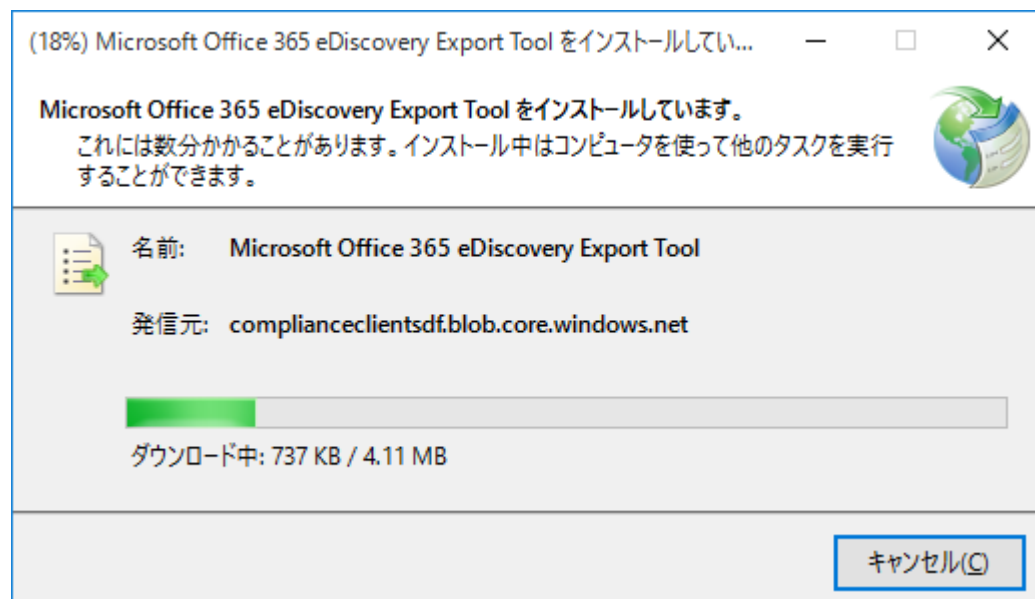 (18%) Microsoft Office 365 eDiscovery Export Tool をインストールしてい...
Microsoft Office 365 eDiscovery Export Tool をインストールしています。
これには数分かかることがあります。インストール中はコンピュータを使って他のタスクを実行
することができます。
名前: Microsoft Office 365 eDiscovery Export Tool
発信元: complianceclientsdf.blob.core.windows.net
ダウンロード中: 737 KB / 4.11 MB
キャンセル(C)